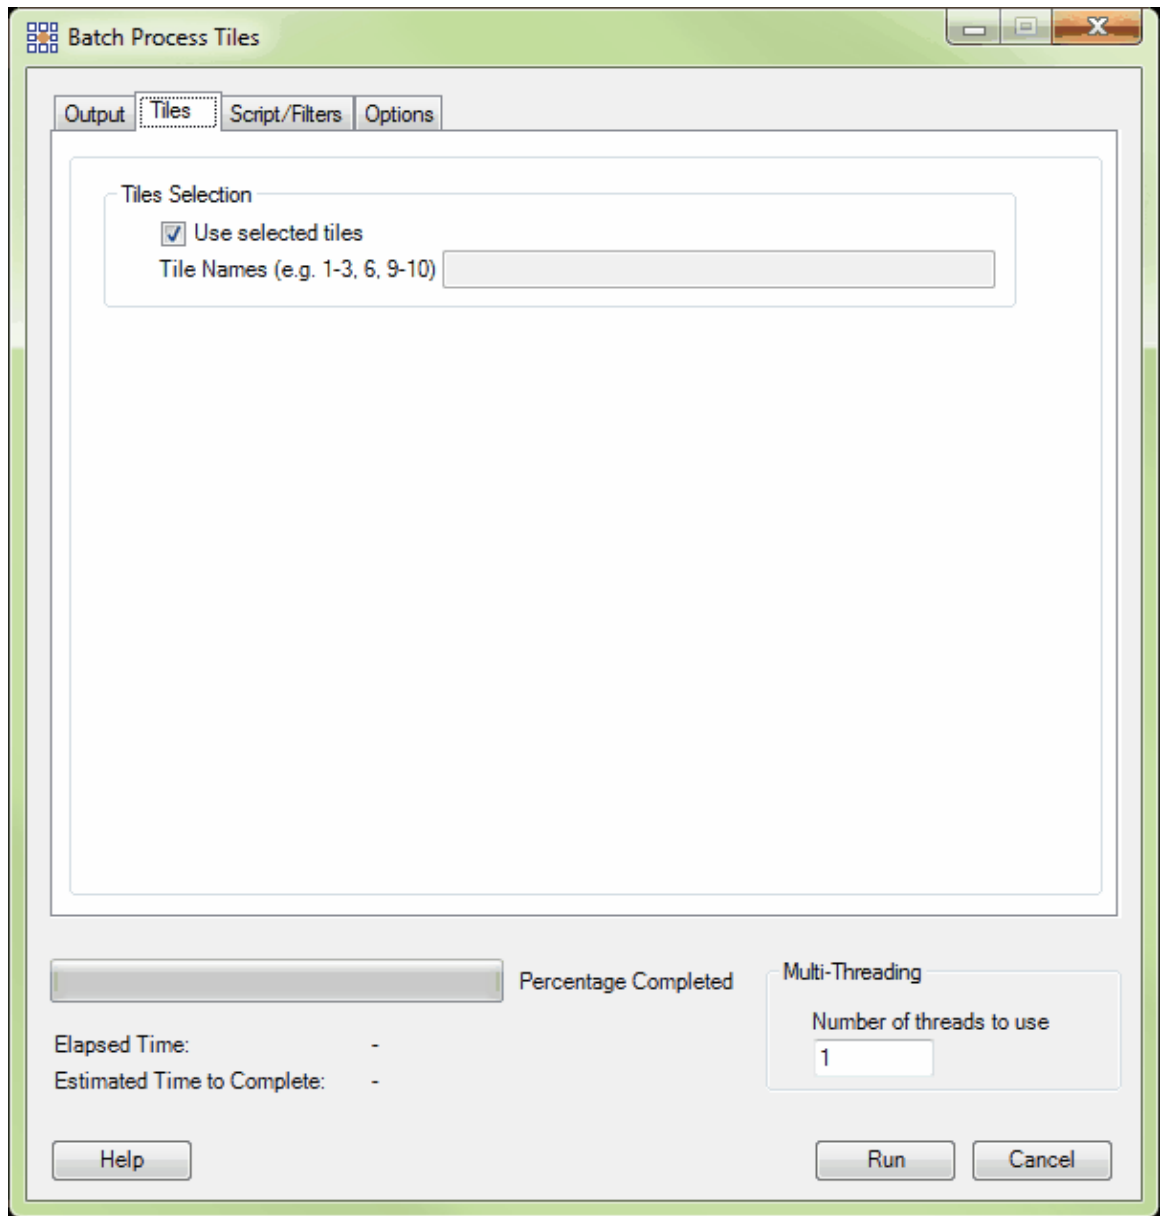 Batch Process Tiles
Output Tiles Script/Filters Options
Tiles Selection
Use selected tiles
Tile Names (e.g. 1-3, 6, 9-10)
Percentage Completed
Multi-Threading
Number of threads to use
1
Elapsed Time: -
Estimated Time to Complete: -
Help Run Cancel